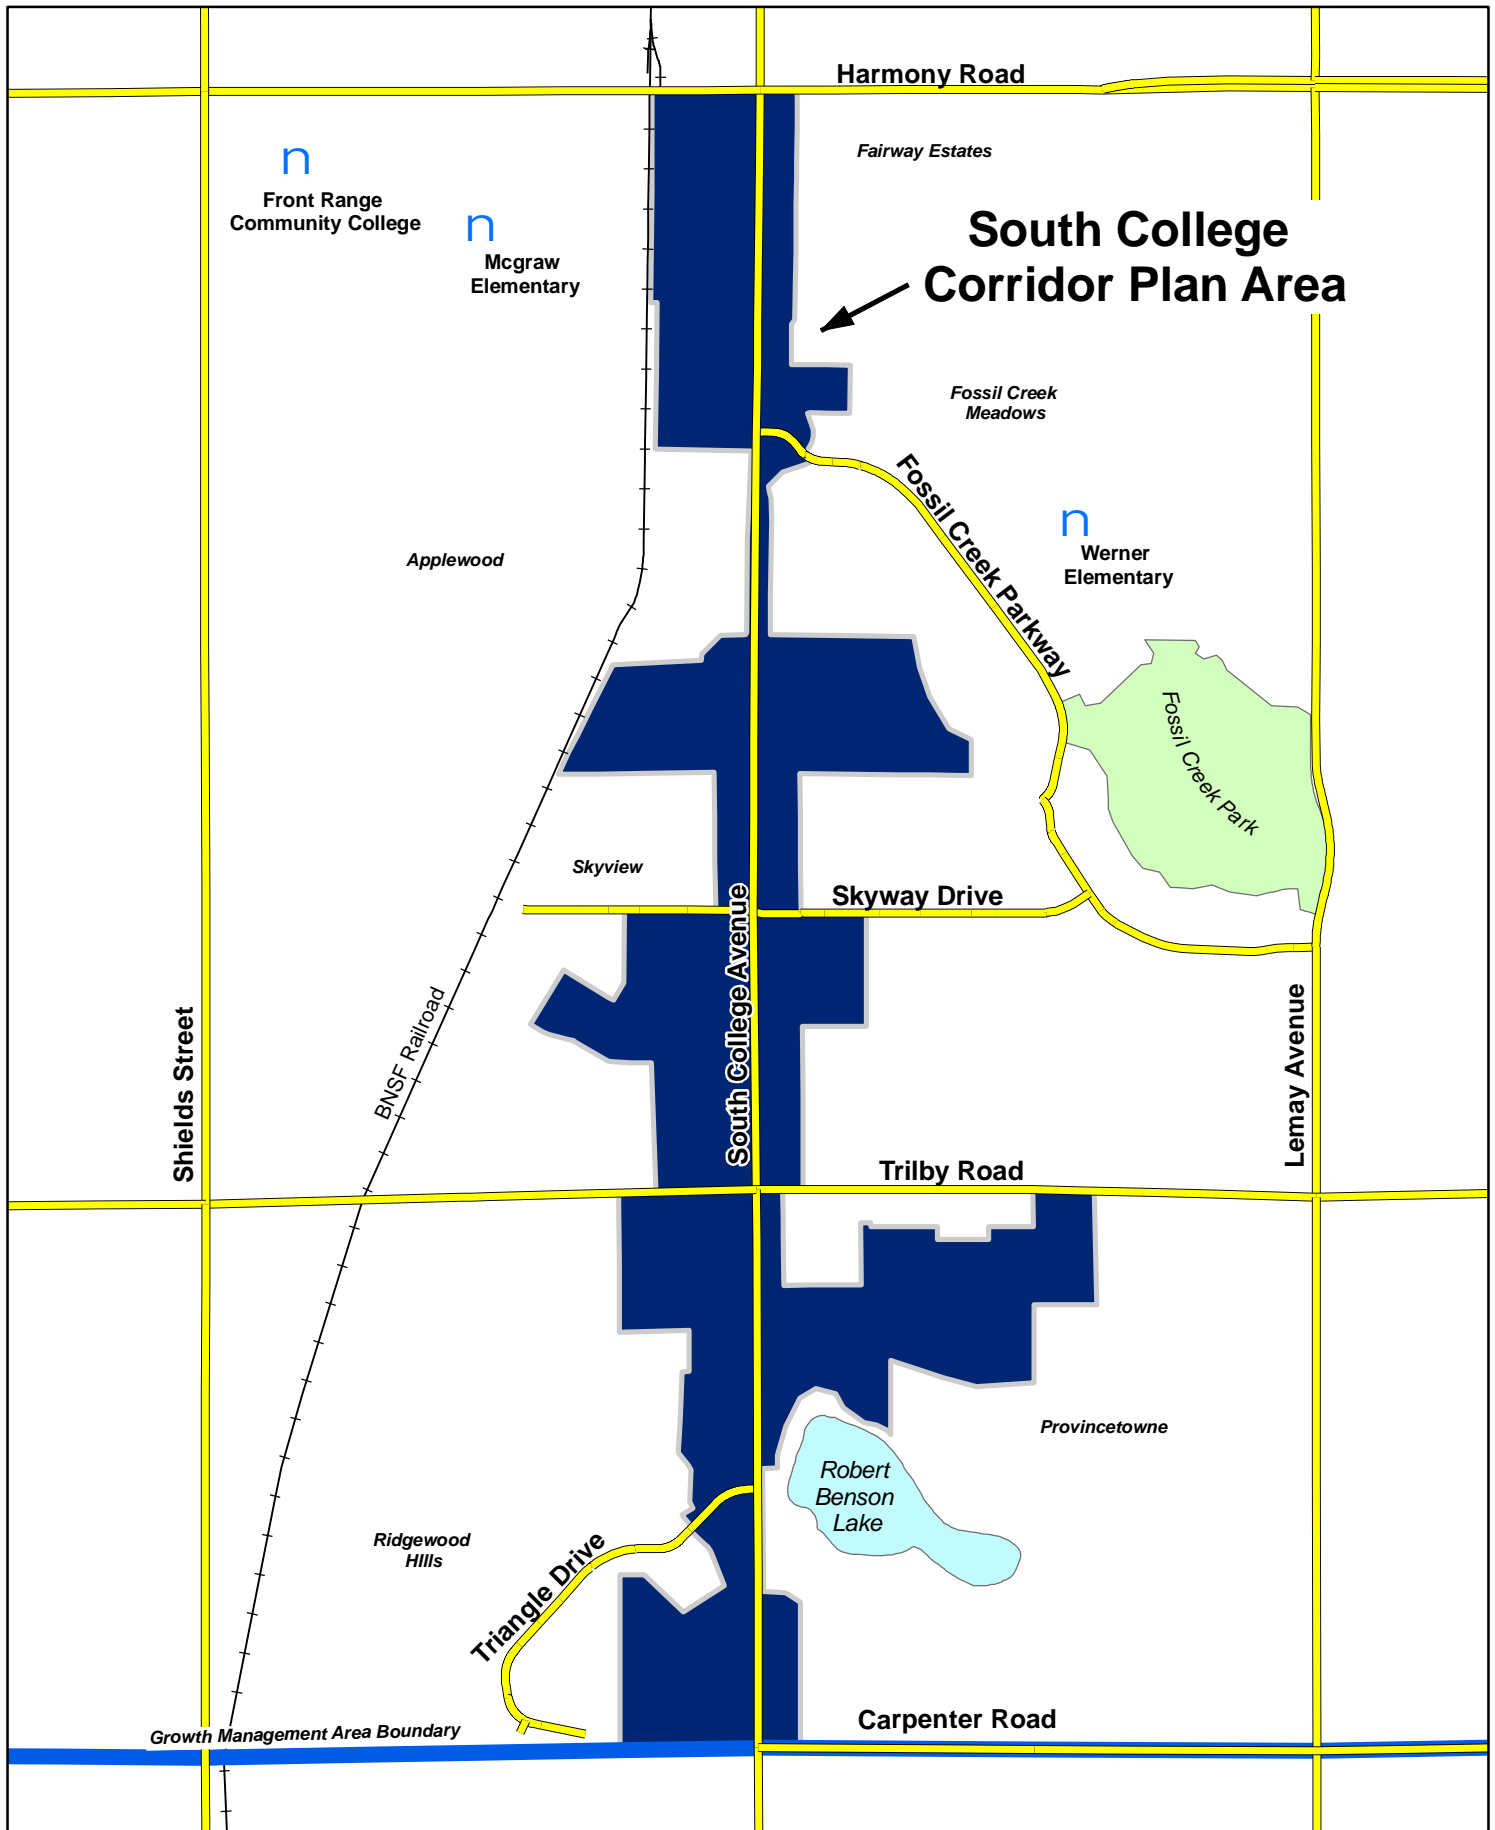 Harmony Road
Fairway Estates
n
Front Range
Community College
n
Mcgraw
Elementary
South College
Corridor Plan Area
Fossil Creek
Meadows
Fossil Creek Parkway
n
Werner
Elementary
Applewood
Fossil Creek Park
Skyview
Skyway Drive
South College Avenue
BNSF Railroad
Shields Street
Lemay Avenue
Trilby Road
Provincetowne
Robert
Benson
Lake
Ridgewood
HIlls
Triangle Drive
Growth Management Area Boundary
Carpenter Road